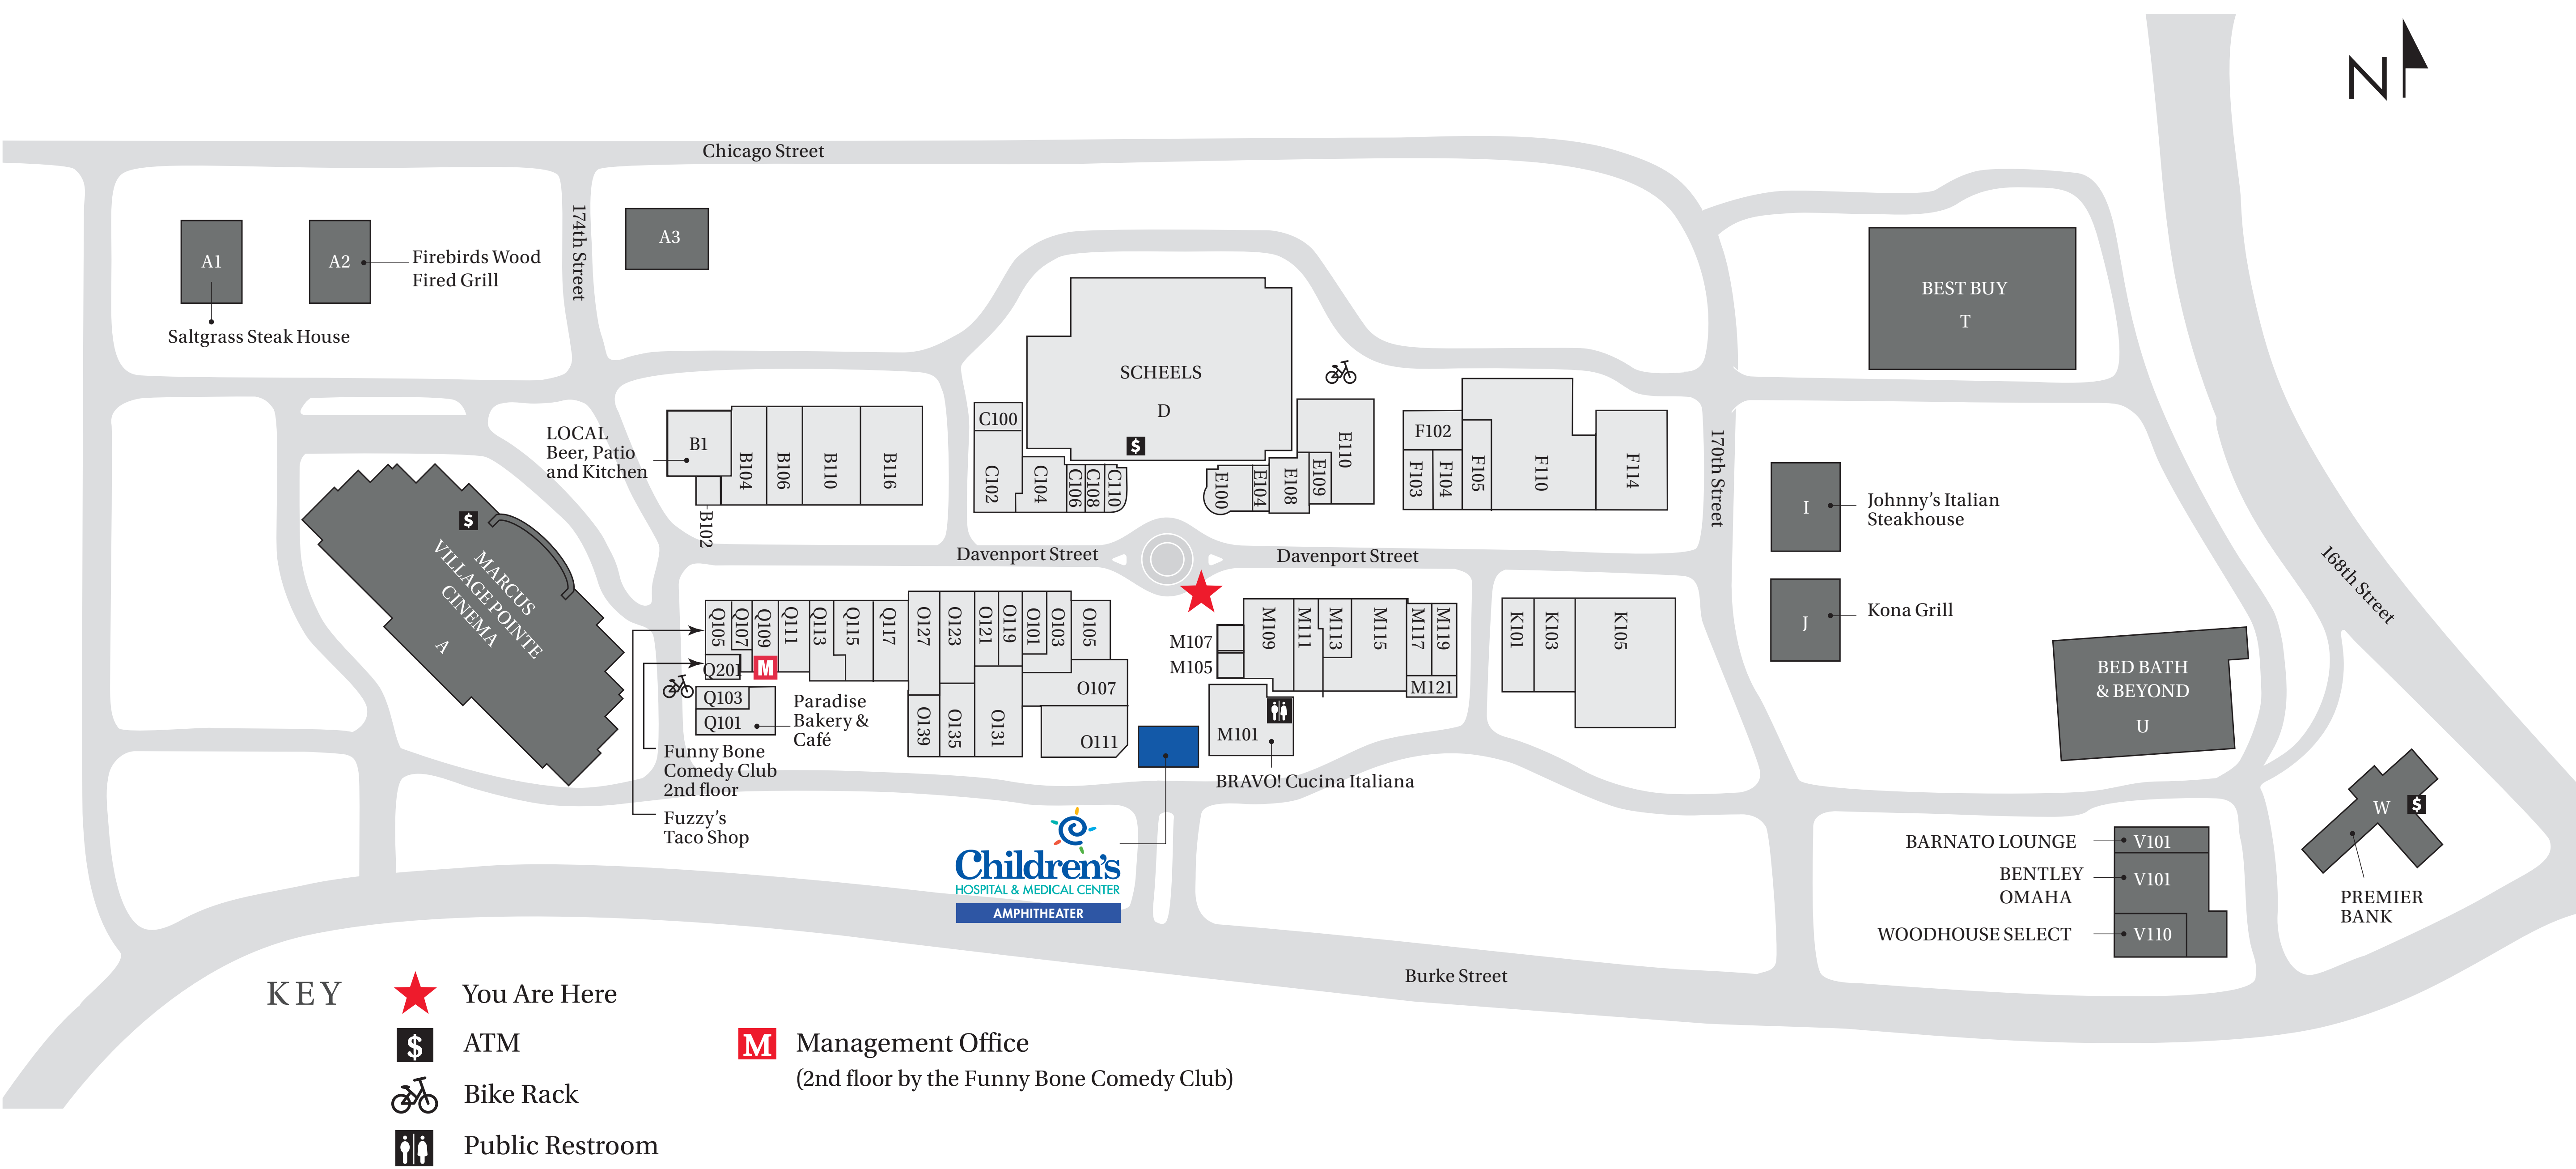 N
Chicago Street
174th Street
A1
A2
Firebirds Wood
Fired Grill
Saltgrass Steak House
A3
BEST BUY
T
SCHEELS
D
$
LOCAL
Beer, Patio
and Kitchen
B1
B102
B104
B106
B110
B116
C100
C102
C104
C106
C108
C110
E100
E104
E108
E109
E110
F102
F103
F104
F105
F110
F114
170th Street
I
Johnny's Italian
Steakhouse
J
Kona Grill
168th Street
$
MARCUS
VILLAGE POINTE
CINEMA
A
Davenport Street
Davenport Street
Q105
Q107
Q109
Q111
Q113
Q115
Q117
O127
O123
O121
O119
O101
O103
O105
Q201
M
Q103
Q101
Paradise
Bakery &
Café
O139
O135
O131
O107
O111
M107
M105
M109
M111
M113
M115
M117
M119
M121
M101
BRAVO! Cucina Italiana
K101
K103
K105
BED BATH
& BEYOND
U
Funny Bone
Comedy Club
2nd floor
Fuzzy's
Taco Shop
Children's
HOSPITAL & MEDICAL CENTER
AMPHITHEATER
W
$
PREMIER
BANK
BARNATO LOUNGE
V101
BENTLEY
OMAHA
V101
WOODHOUSE SELECT
V110
Burke Street
KEY
You Are Here
$
ATM
Bike Rack
Public Restroom
M
Management Office
(2nd floor by the Funny Bone Comedy Club)